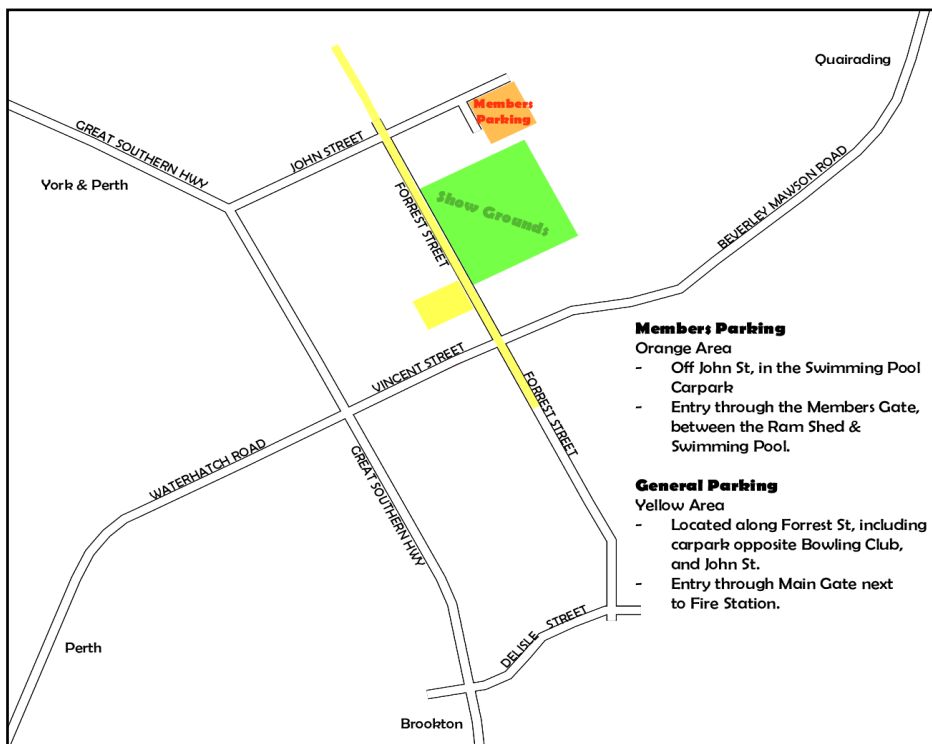 Quairading
Members
Parking
GREAT SOUTHERN HWY
JOHN STREET
York & Perth
FORREST STREET
Show Grounds
BEVERLEY MAWSON ROAD
VINCENT STREET
FORREST STREET
WATERHATCH ROAD
GREAT SOUTHERN HWY
Members Parking
Orange Area
- Off John St, in the Swimming Pool
Carpark
- Entry through the Members Gate,
between the Ram Shed &
Swimming Pool.
General Parking
Yellow Area
- Located along Forrest St, including
carpark opposite Bowling Club,
and John St.
- Entry through Main Gate next
to Fire Station.
DELISLE STREET
Perth
Brookton